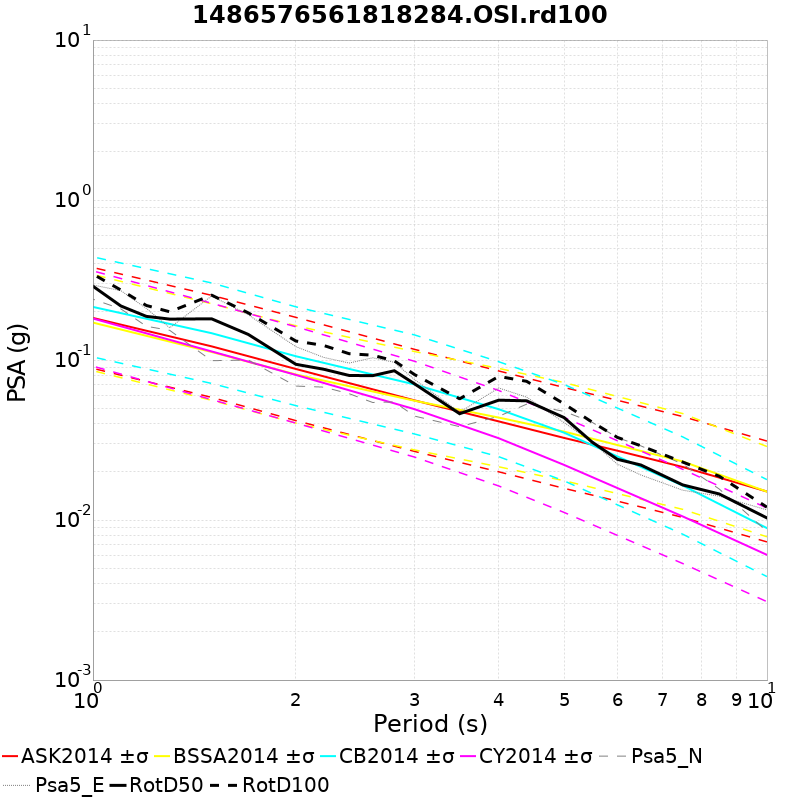 1486576561818284.OSI.rd100
10^1
10^0
10^-1
10^-2
10^-3
PSA (g)
10^0 2 3 4 5 6 7 8 9 10^1
Period (s)
ASK2014 ±σ BSSA2014 ±σ CB2014 ±σ CY2014 ±σ Psa5_N
Psa5_E RotD50 RotD100